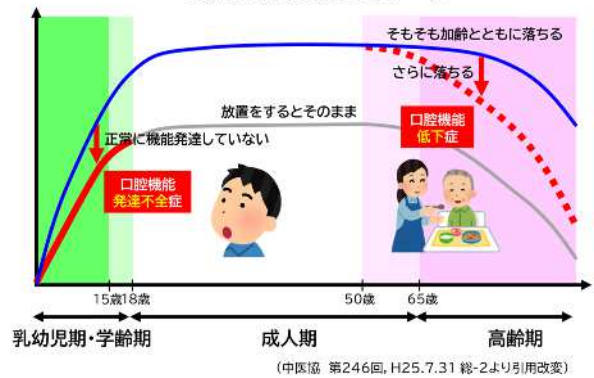 そもそも加齢とともに落ちる
さらに落ちる
放置をするとそのまま
口腔機能
低下症
正常に機能発達していない
口腔機能
発達不全症
15歳18歳
50歳
65歳
乳幼児期・学齢期
成人期
高齢期
(中医協 第246回, H25.7.31 総-2より引用改変)